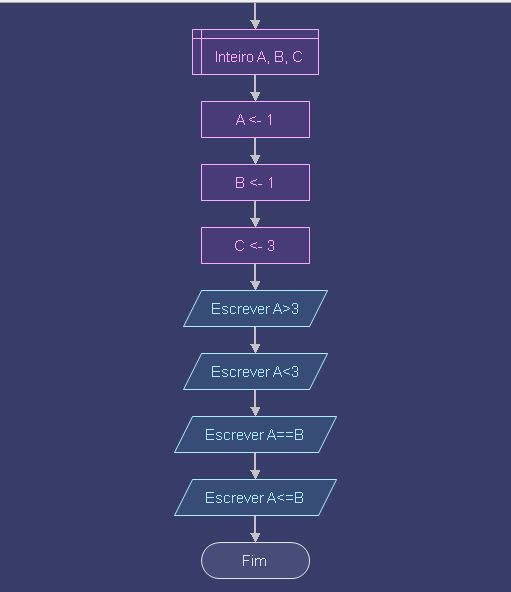 Inteiro A, B, C
A <- 1
B <- 1
C <- 3
Escrever A>3
Escrever A<3
Escrever A==B
Escrever A<=B
Fim